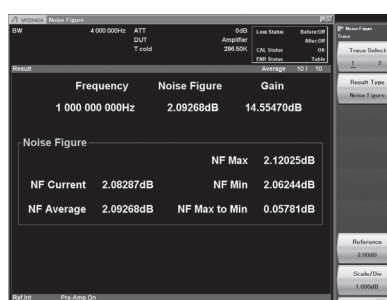 MS2840A Noise Figure
BW 4 000 000Hz ATT 0dB Loss Status Before:Off
DUT Amplifier After:Off
T cold 296.50K CAL Status OK
ENR Status Table
Result Average 10 / 10
Frequency Noise Figure Gain
1 000 000 000Hz 2.09268dB 14.55470dB
Noise Figure
NF Max 2.12025dB
NF Current 2.08287dB NF Min 2.06244dB
NF Average 2.09268dB NF Max to Min 0.05781dB
Ref.Int Pre-Amp On
Noise Figure
Trace
Trace Select
1 2
Result Type
Noise Figure
Reference
3.00dB
Scale/Div
1.000dB